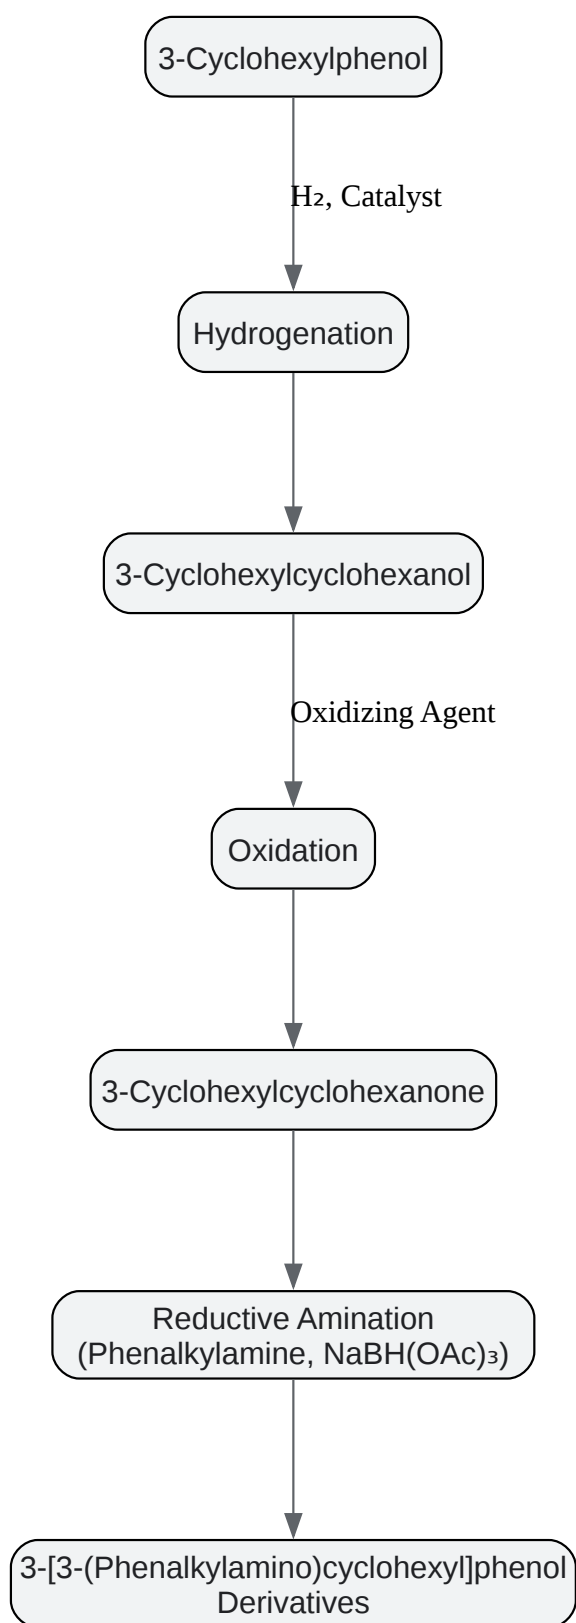 3-Cyclohexylphenol
H₂, Catalyst
Hydrogenation
3-Cyclohexylcyclohexanol
Oxidizing Agent
Oxidation
3-Cyclohexylcyclohexanone
Reductive Amination
(Phenalkylamine, NaBH(OAc)₃)
3-[3-(Phenalkylamino)cyclohexyl]phenol
Derivatives